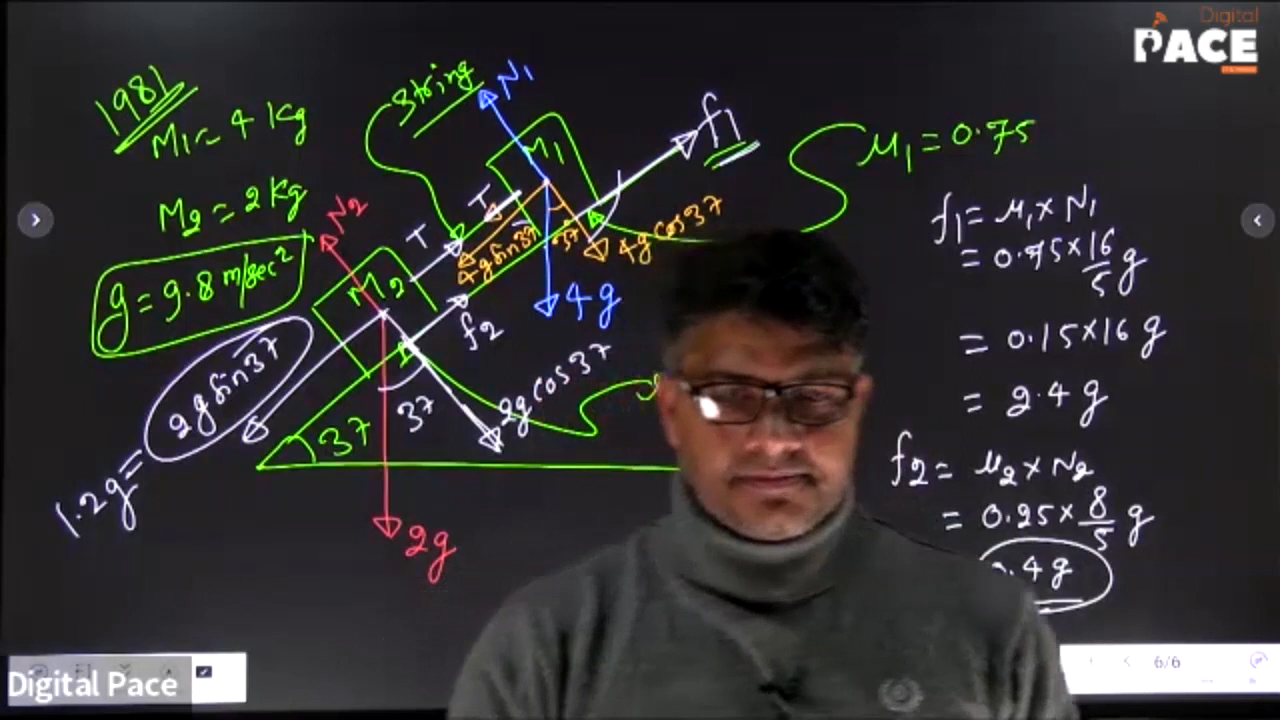 Digital
PACE
1981
M1 = 4 Kg
M2 = 2 Kg
g = 9.8 m/sec²
string
N1
M1
f1
μ1 = 0.75
T
T
4g sin37
37
4g cos37
4g
N2
M2
f2
2g sin37
1.2g =
37
37
2g cos37
2g
f1 = μ1 × N1
= 0.75 × 16/5 g
= 0.15 × 16 g
= 2.4 g
f2 = μ2 × N2
= 0.25 × 8/5 g
.4 g
6/6
Digital Pace